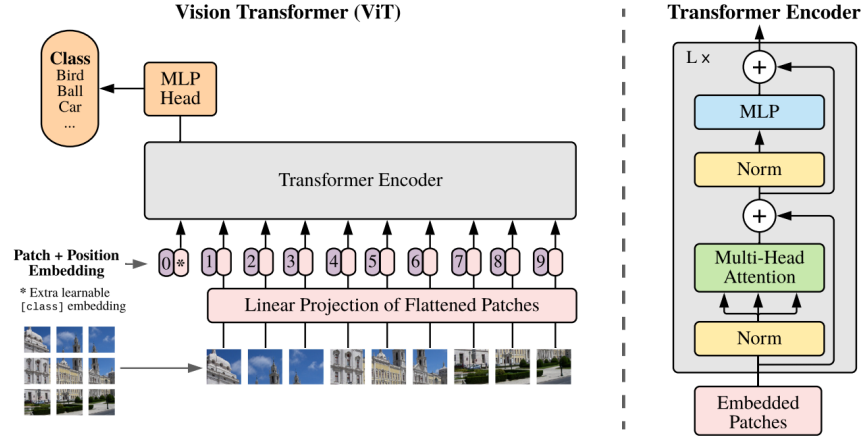 Vision Transformer (ViT)
Class
Bird
Ball
Car
...
MLP
Head
Transformer Encoder
Patch + Position
Embedding
0 * 1 2 3 4 5 6 7 8 9
* Extra learnable
[class] embedding
Linear Projection of Flattened Patches
Transformer Encoder
L ×
+
MLP
Norm
+
Multi-Head
Attention
Norm
Embedded
Patches